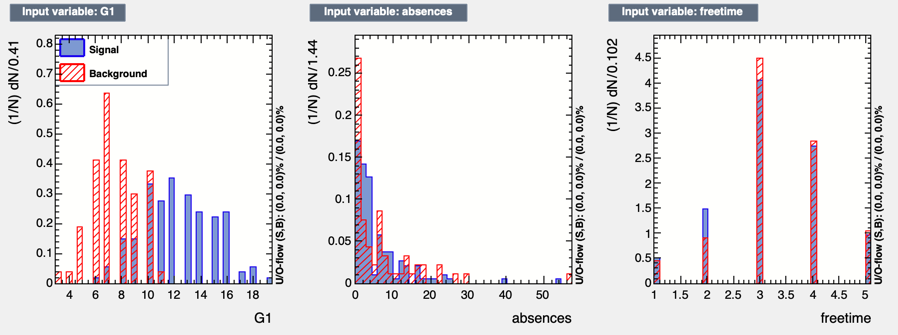 Input variable: G1
(1/N) dN/0.41
0.8
0.7
0.6
0.5
0.4
0.3
0.2
0.1
0
Signal
Background
4 6 8 10 12 14 16 18
G1
U/O-flow (S,B): (0.0, 0.0)% / (0.0, 0.0)%
Input variable: absences
(1/N) dN/1.44
0.25
0.2
0.15
0.1
0.05
0
0 10 20 30 40 50
absences
U/O-flow (S,B): (0.0, 0.0)% / (0.0, 0.0)%
Input variable: freetime
(1/N) dN/0.102
4.5
4
3.5
3
2.5
2
1.5
1
0.5
0
1 1.5 2 2.5 3 3.5 4 4.5 5
freetime
U/O-flow (S,B): (0.0, 0.0)% / (0.0, 0.0)%